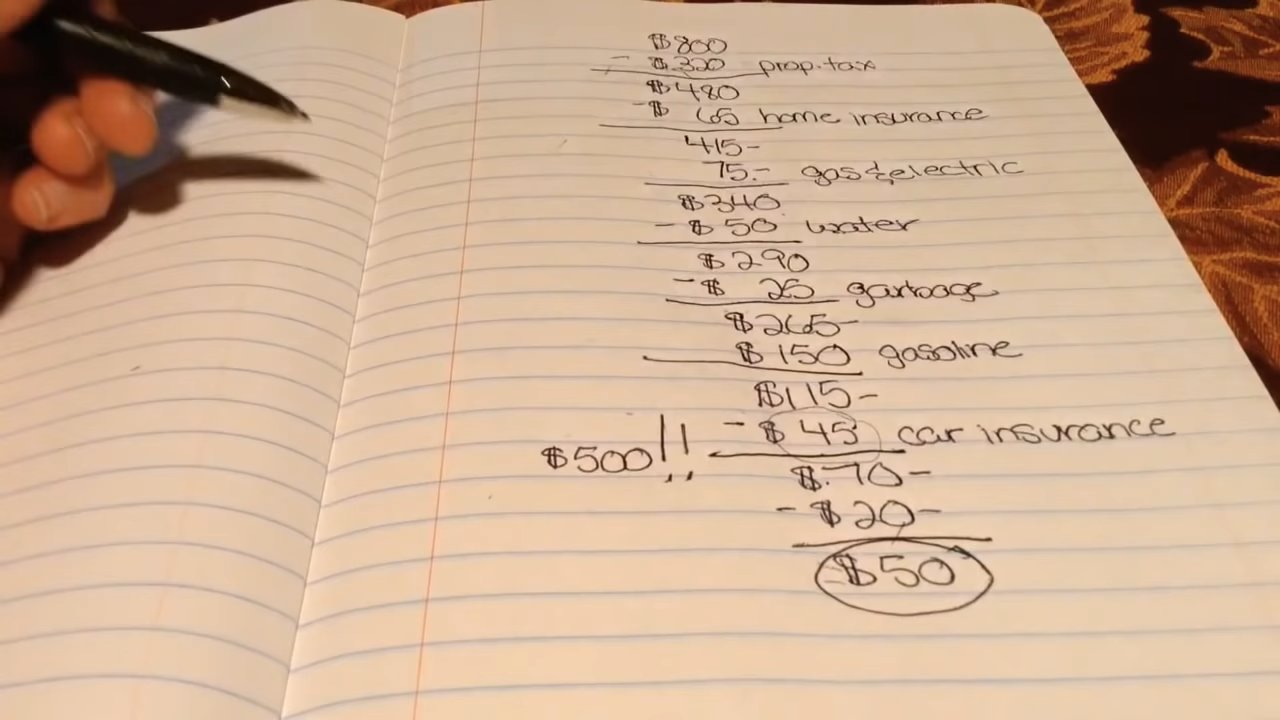 $800
- $320 prop.tax
$480
-$ 65 home insurance
415-
75.- gas & electric
$340
- $ 50 water
$290
-$ 25 garbage
$265-
$150 gasoline
$115-
$500!! - $ 45 car insurance
$.70-
- $20-
$50